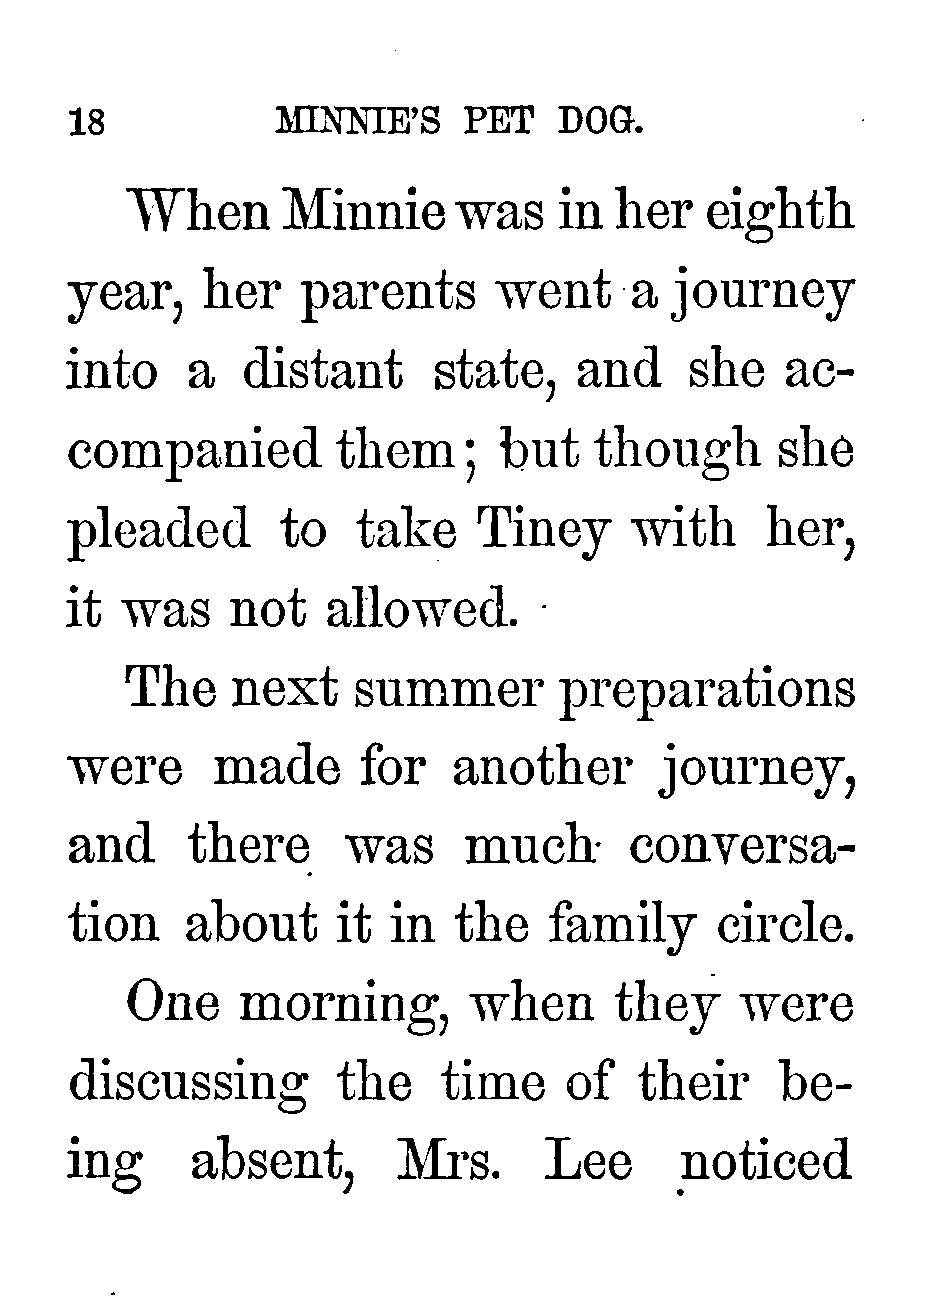 18 MINNIE'S PET DOG.
When Minnie was in her eighth
year, her parents went a journey
into a distant state, and she ac-
companied them; but though she
pleaded to take Tiney with her,
it was not allowed.
The next summer preparations
were made for another journey,
and there was much conversa-
tion about it in the family circle.
One morning, when they were
discussing the time of their be-
ing absent, Mrs. Lee noticed